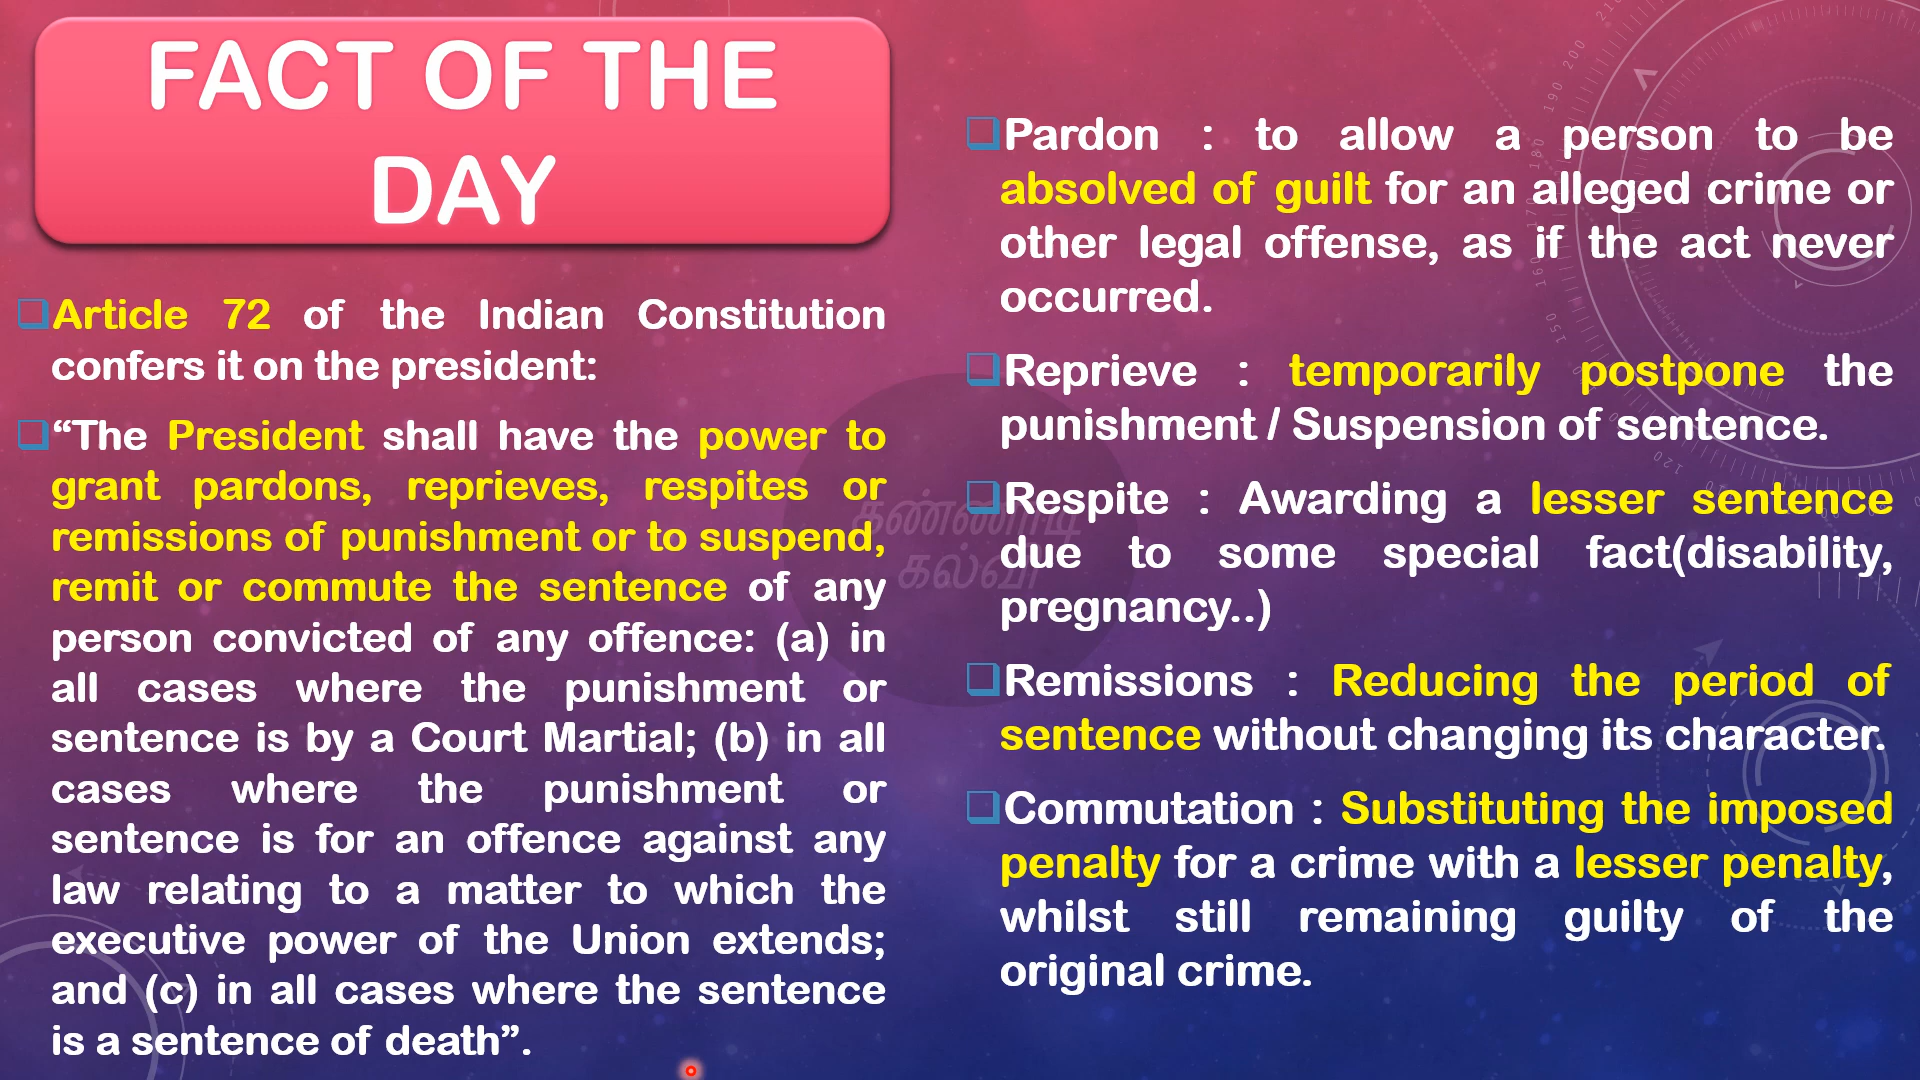 FACT OF THE
DAY
❑Article 72 of the Indian Constitution
confers it on the president:
❑“The President shall have the power to
grant pardons, reprieves, respites or
remissions of punishment or to suspend,
remit or commute the sentence of any
person convicted of any offence: (a) in
all cases where the punishment or
sentence is by a Court Martial; (b) in all
cases where the punishment or
sentence is for an offence against any
law relating to a matter to which the
executive power of the Union extends;
and (c) in all cases where the sentence
is a sentence of death”.
❑Pardon : to allow a person to be
absolved of guilt for an alleged crime or
other legal offense, as if the act never
occurred.
❑Reprieve : temporarily postpone the
punishment / Suspension of sentence.
❑Respite : Awarding a lesser sentence
due to some special fact(disability,
pregnancy..)
❑Remissions : Reducing the period of
sentence without changing its character.
❑Commutation : Substituting the imposed
penalty for a crime with a lesser penalty,
whilst still remaining guilty of the
original crime.